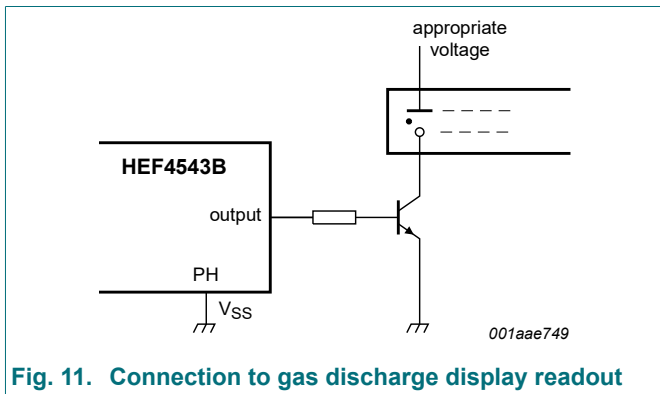 appropriate
voltage
HEF4543B
output
PH
VSS
001aae749
Fig. 11. Connection to gas discharge display readout